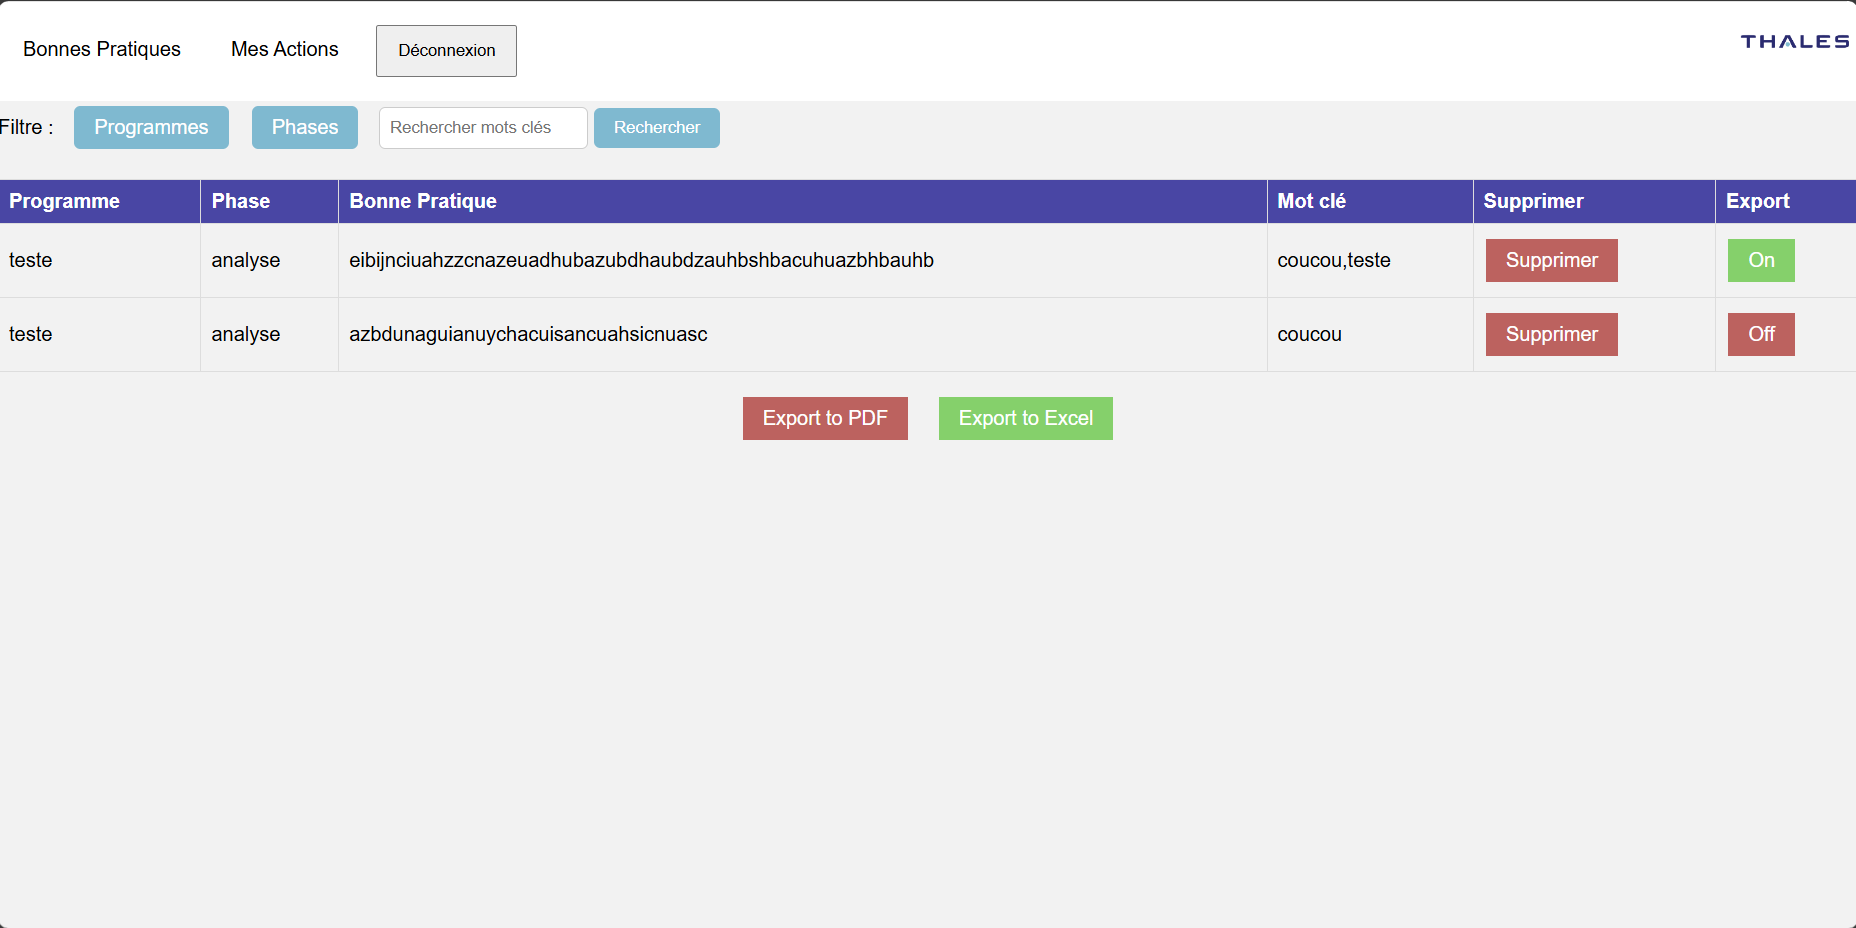 Bonnes Pratiques Mes Actions Déconnexion THALES
Filtre : Programmes Phases Rechercher mots clés Rechercher
Programme Phase Bonne Pratique Mot clé Supprimer Export
teste analyse eibijnciuahzzcnazeuadhubazubdhaubdzauhbshbacuhuazbhbauhb coucou,teste Supprimer On
teste analyse azbdunaguianuychacuisancuahsicnuasc coucou Supprimer Off
Export to PDF Export to Excel